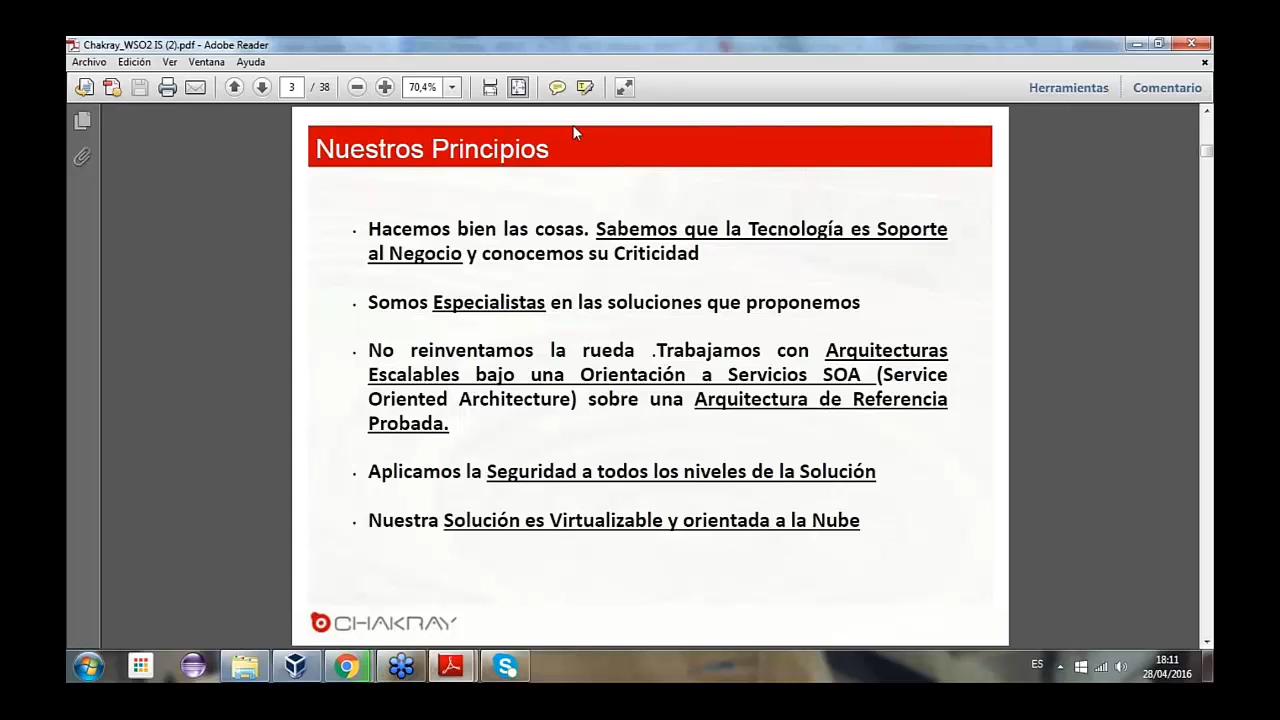 Chakray_WSO2 IS (2).pdf - Adobe Reader
Archivo Edición Ver Ventana Ayuda
3 / 38 70,4% Herramientas Comentario
Nuestros Principios
· Hacemos bien las cosas. Sabemos que la Tecnología es Soporte
al Negocio y conocemos su Criticidad
· Somos Especialistas en las soluciones que proponemos
· No reinventamos la rueda .Trabajamos con Arquitecturas
Escalables bajo una Orientación a Servicios SOA (Service
Oriented Architecture) sobre una Arquitectura de Referencia
Probada.
· Aplicamos la Seguridad a todos los niveles de la Solución
· Nuestra Solución es Virtualizable y orientada a la Nube
CHAKRAY
ES 18:11
28/04/2016